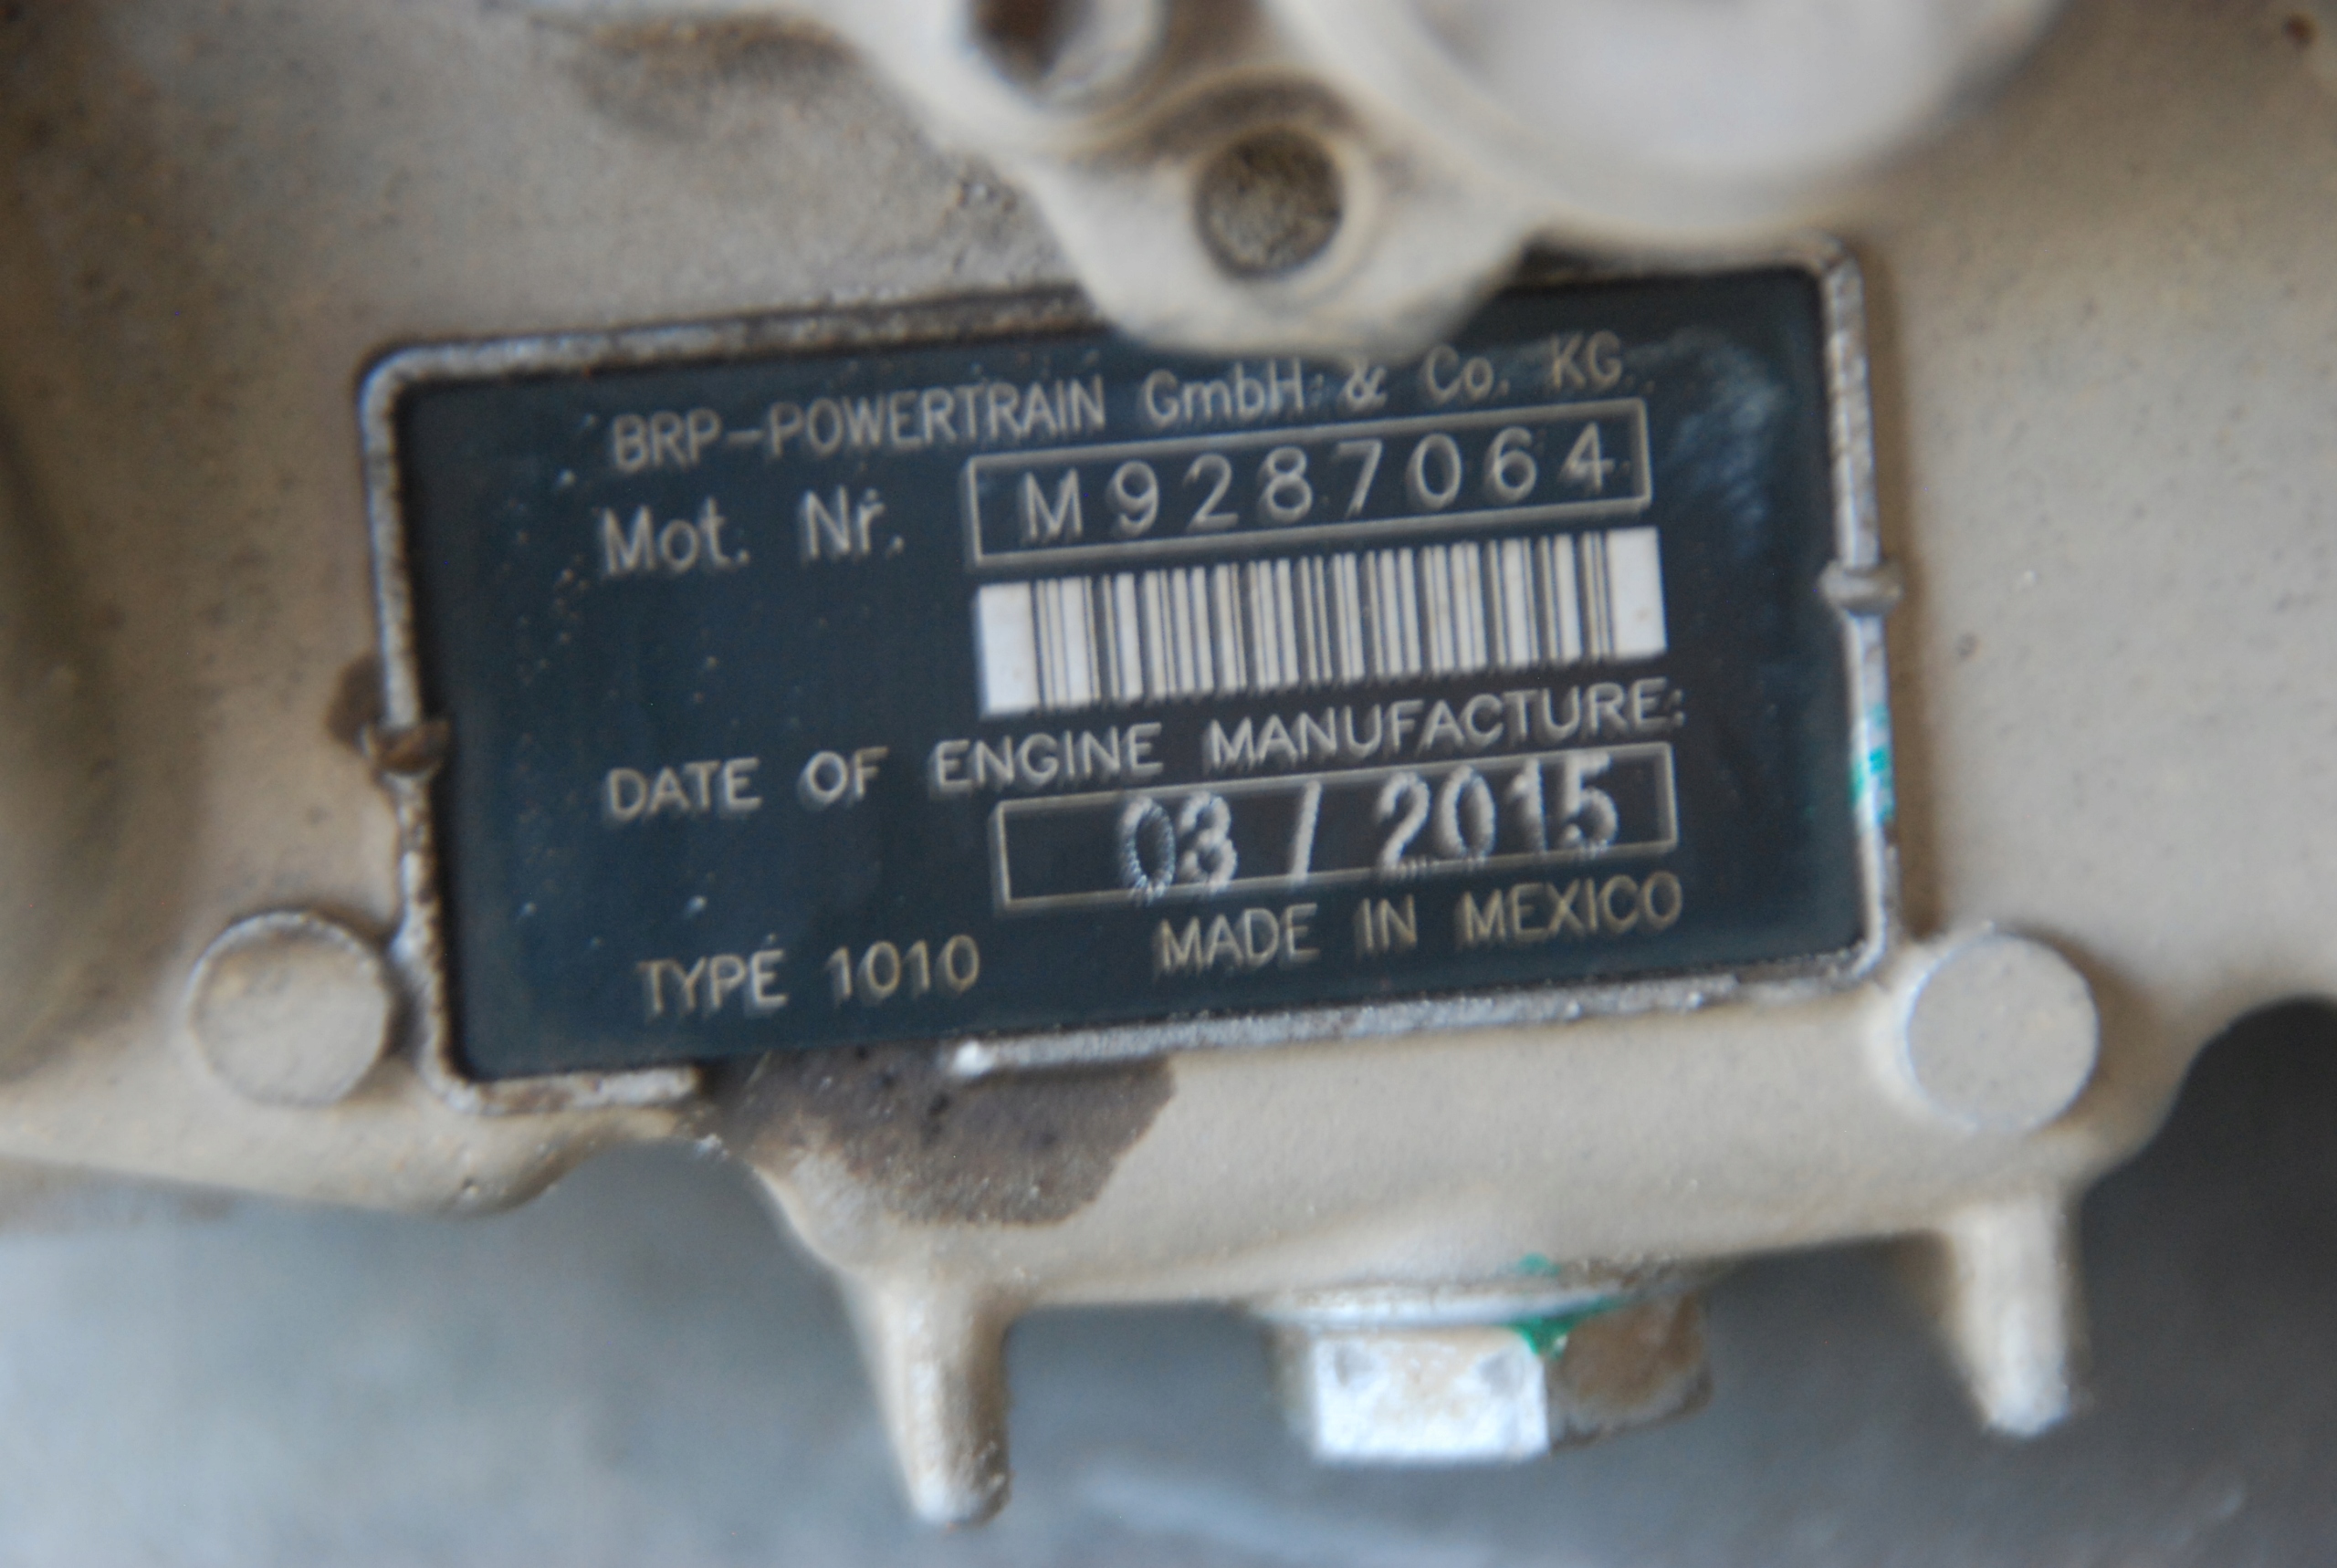 BRP-POWERTRAIN GmbH & Co. KG
Mot. Nr. M9287064
DATE OF ENGINE MANUFACTURE:
03 / 2015
TYPE 1010 MADE IN MEXICO